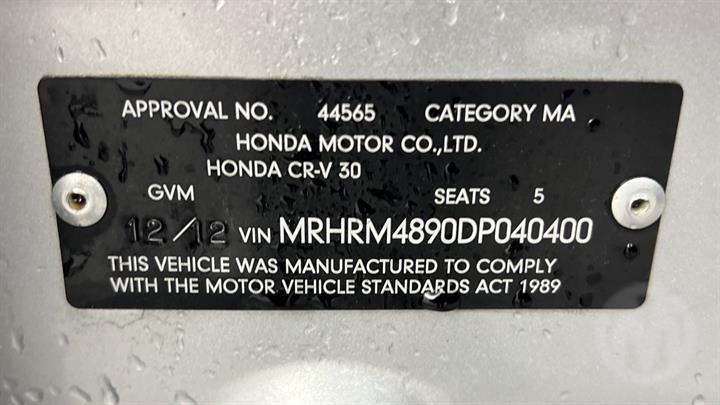 APPROVAL NO. 44565 CATEGORY MA
HONDA MOTOR CO.,LTD.
HONDA CR-V 30
GVM SEATS 5
12/12 VIN MRHRM4890DP040400
THIS VEHICLE WAS MANUFACTURED TO COMPLY
WITH THE MOTOR VEHICLE STANDARDS ACT 1989